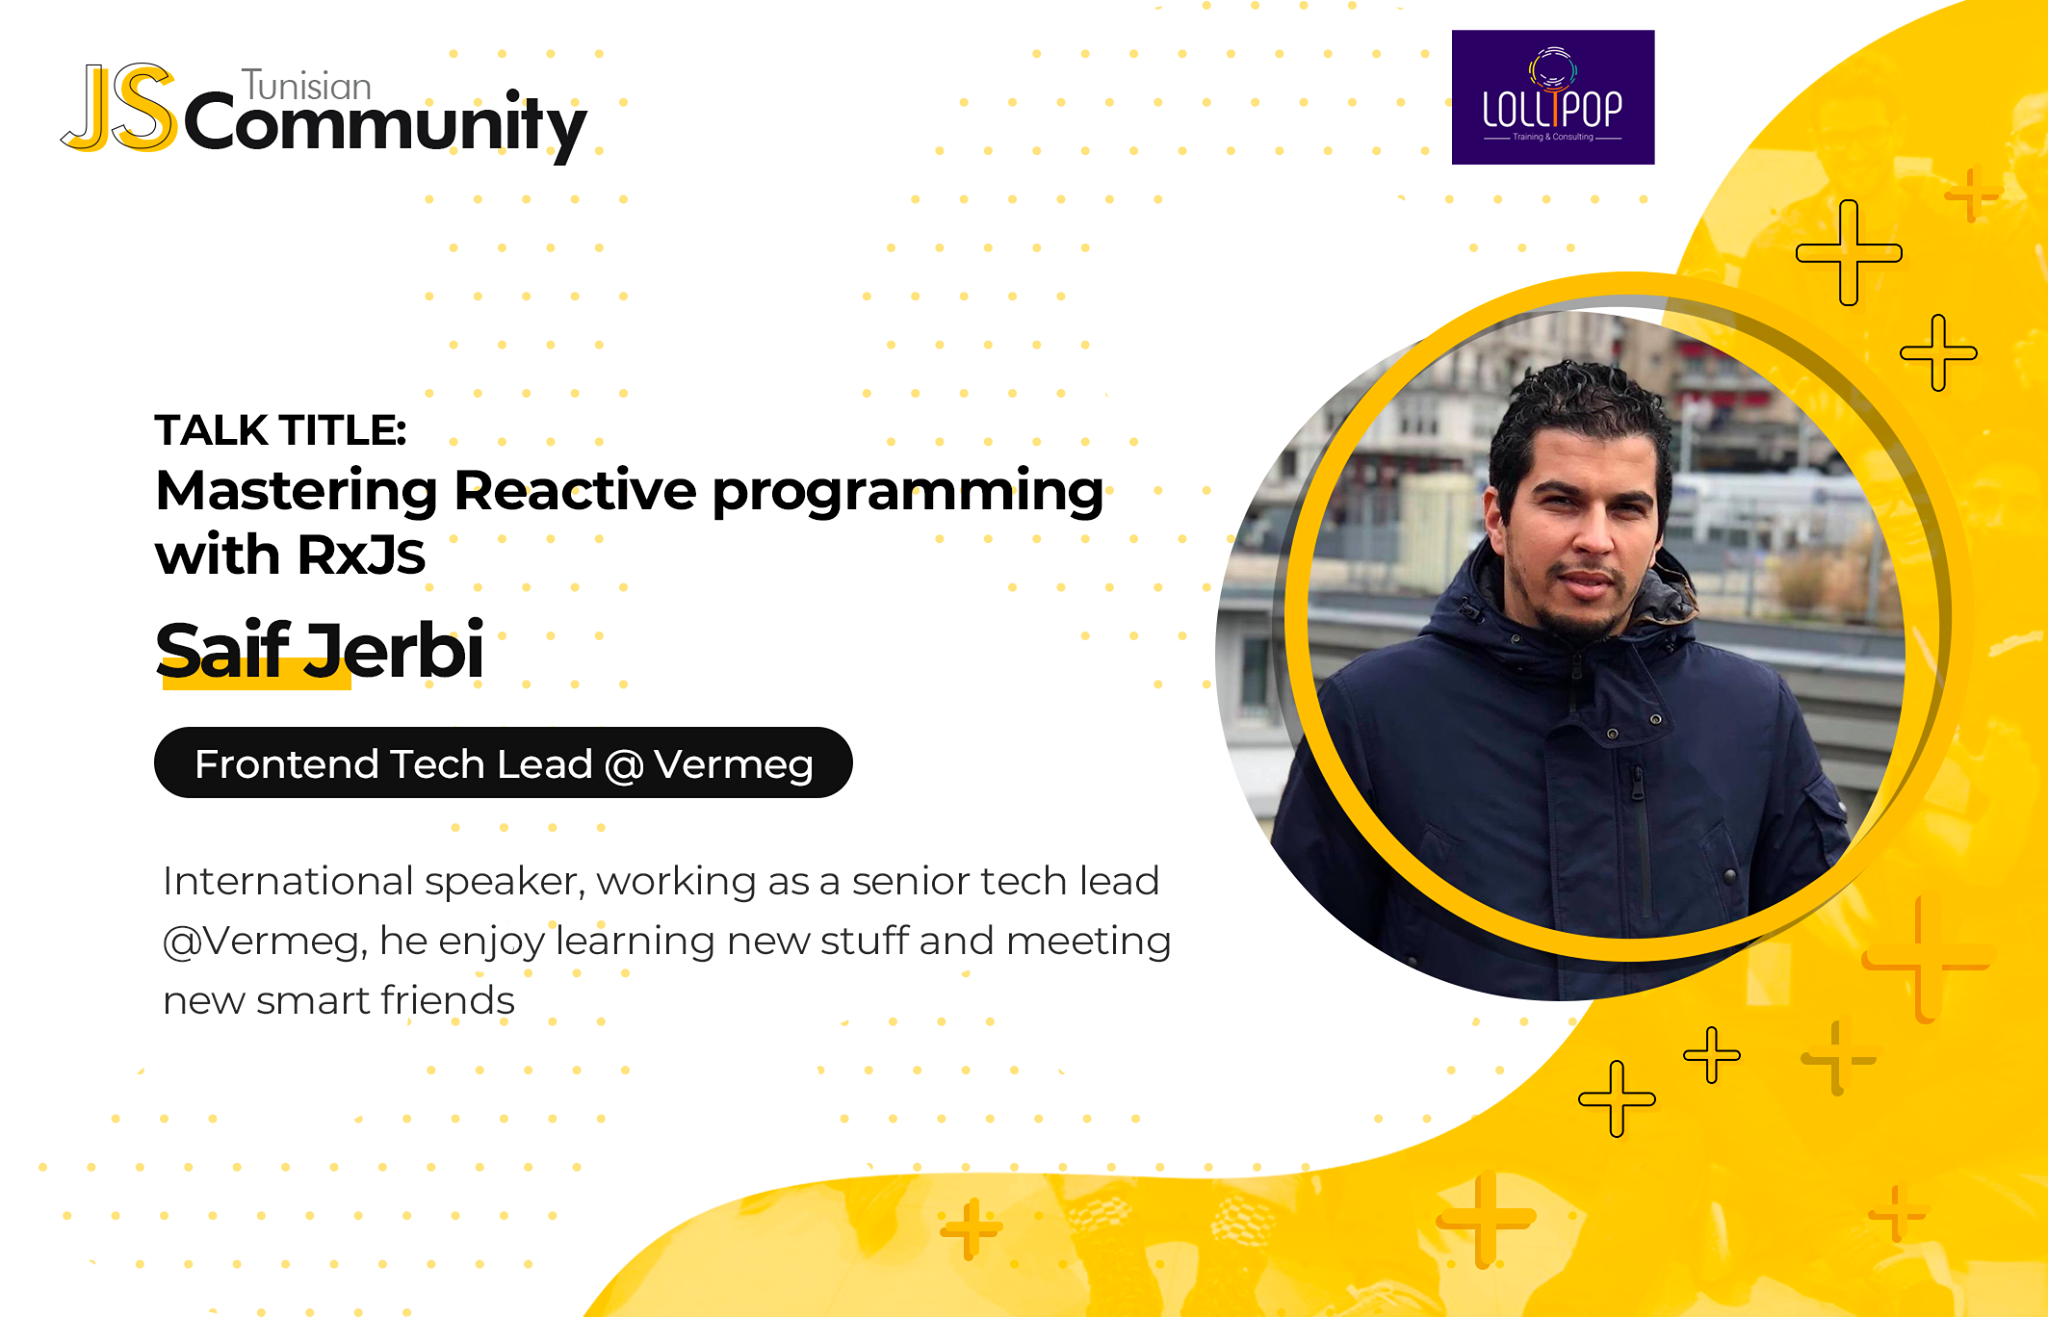 JS Tunisian
Community
LOLLIPOP
Training & Consulting
TALK TITLE:
Mastering Reactive programming
with RxJS
Saif Jerbi
Frontend Tech Lead @ Vermeg
International speaker, working as a senior tech lead
@Vermeg, he enjoy learning new stuff and meeting
new smart friends